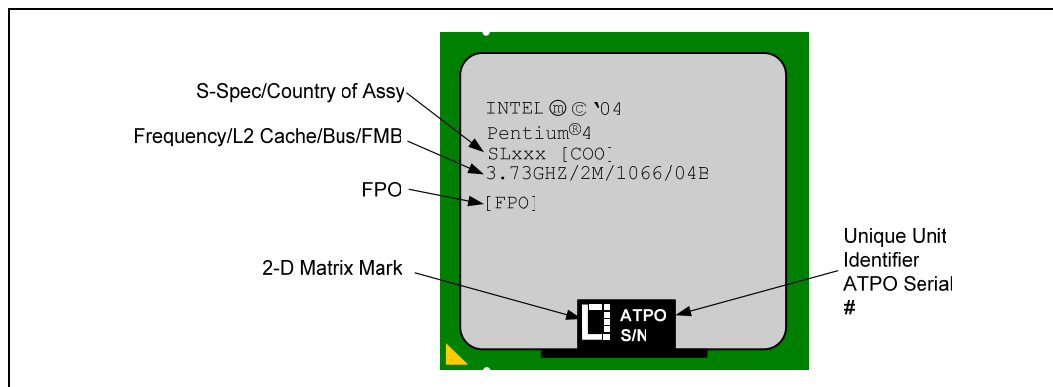 S-Spec/Country of Assy
Frequency/L2 Cache/Bus/FMB
FPO
2-D Matrix Mark
INTEL ⓜ © '04
Pentium®4
SLxxx [COO]
3.73GHZ/2M/1066/04B
[FPO]
ATPO
S/N
Unique Unit
Identifier
ATPO Serial
#